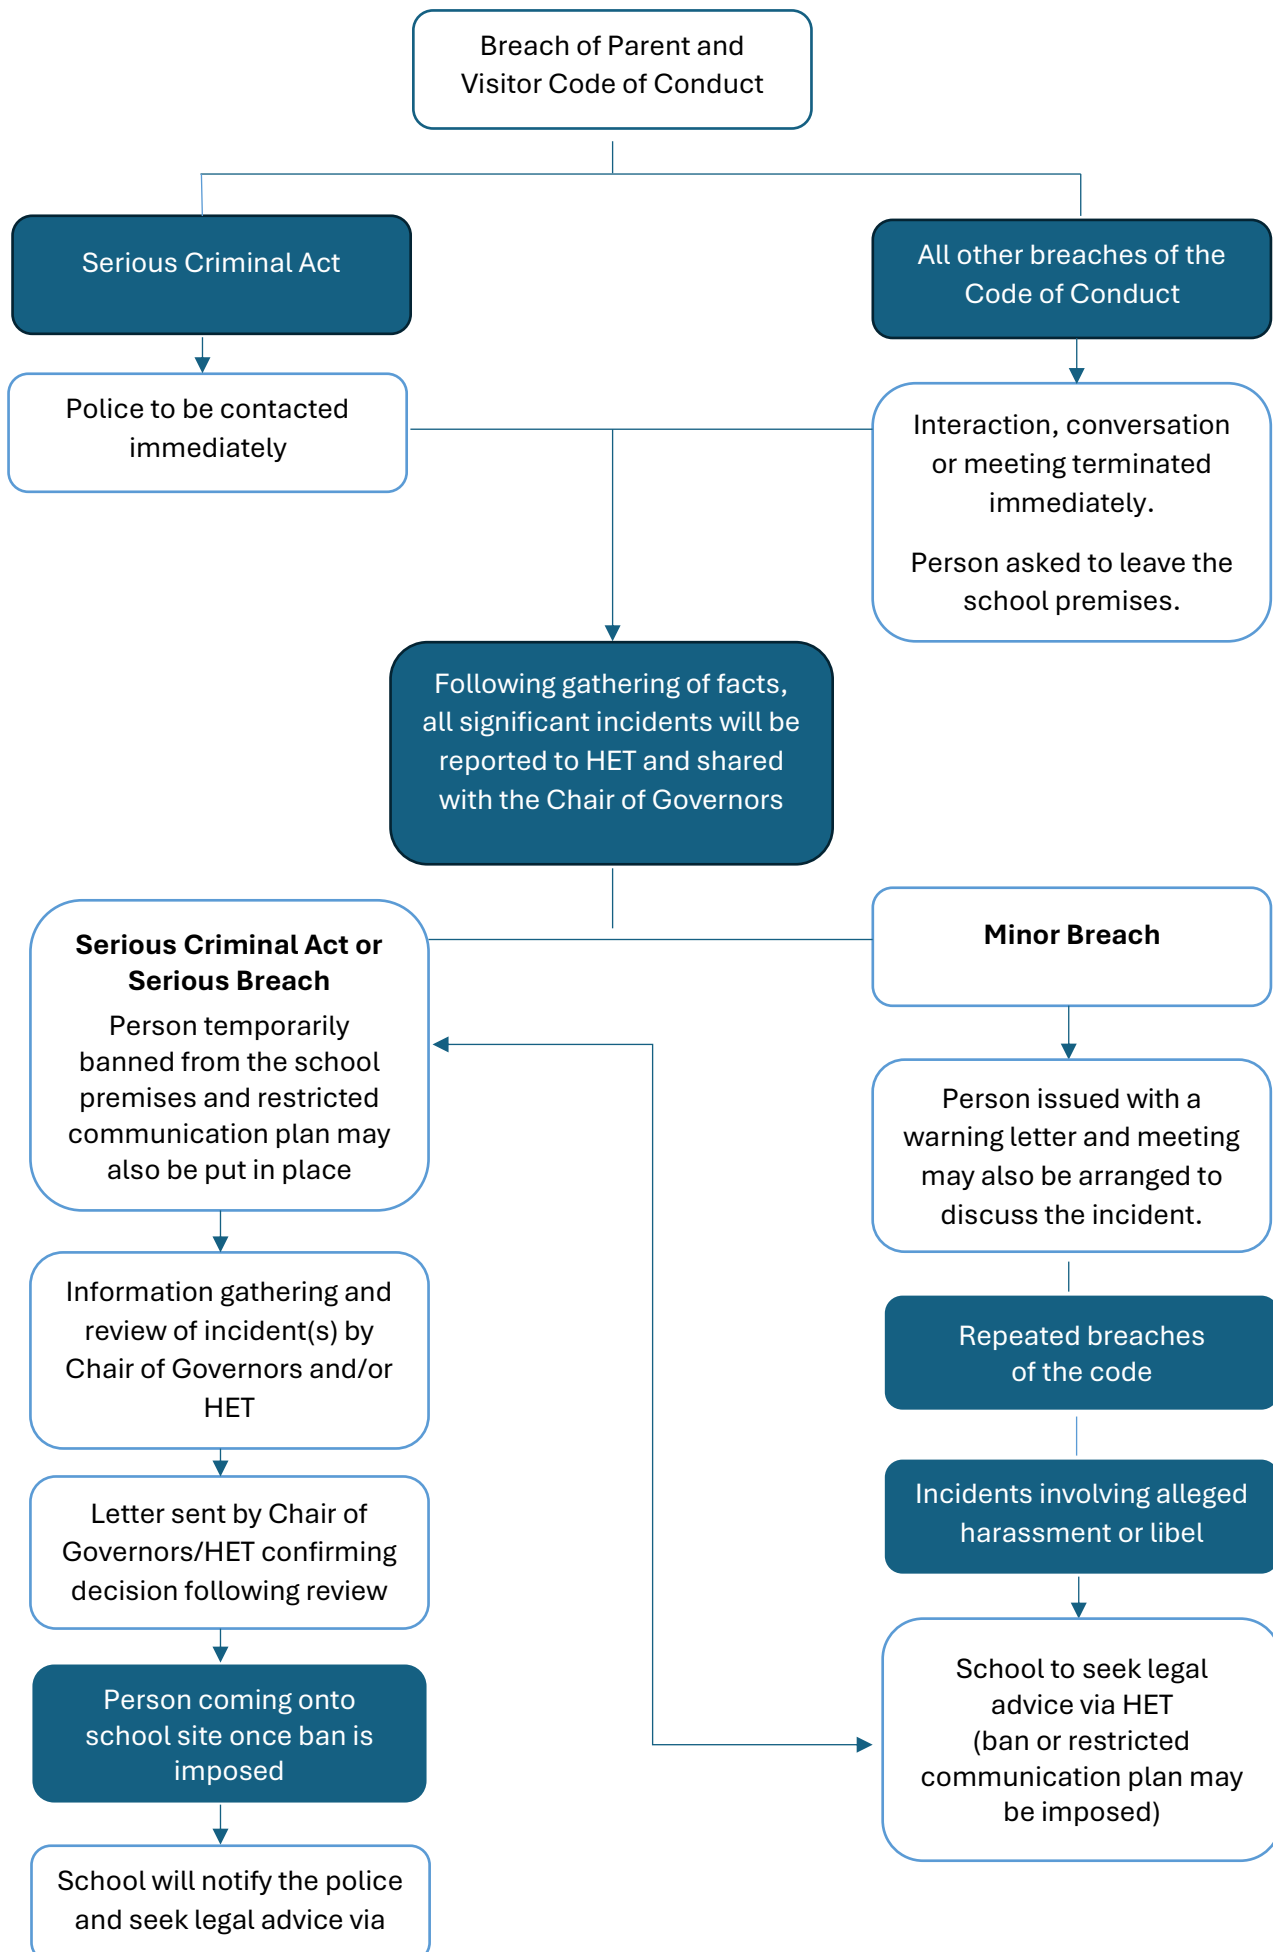 Breach of Parent and
Visitor Code of Conduct
Serious Criminal Act
All other breaches of the
Code of Conduct
Police to be contacted
immediately
Interaction, conversation
or meeting terminated
immediately.
Person asked to leave the
school premises.
Following gathering of facts,
all significant incidents will be
reported to HET and shared
with the Chair of Governors
Serious Criminal Act or
Serious Breach
Person temporarily
banned from the school
premises and restricted
communication plan may
also be put in place
Minor Breach
Person issued with a
warning letter and meeting
may also be arranged to
discuss the incident.
Information gathering and
review of incident(s) by
Chair of Governors and/or
HET
Repeated breaches
of the code
Letter sent by Chair of
Governors/HET confirming
decision following review
Incidents involving alleged
harassment or libel
Person coming onto
school site once ban is
imposed
School to seek legal
advice via HET
(ban or restricted
communication plan may
be imposed)
School will notify the police
and seek legal advice via